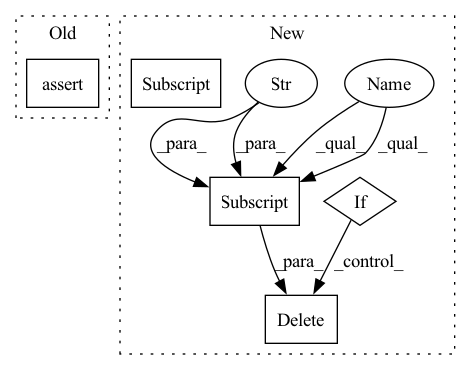 Old
New
assert
Subscript
Str
Name
_para_
_para_
_qual_
_qual_
Subscript
If
_para_
_control_
Delete